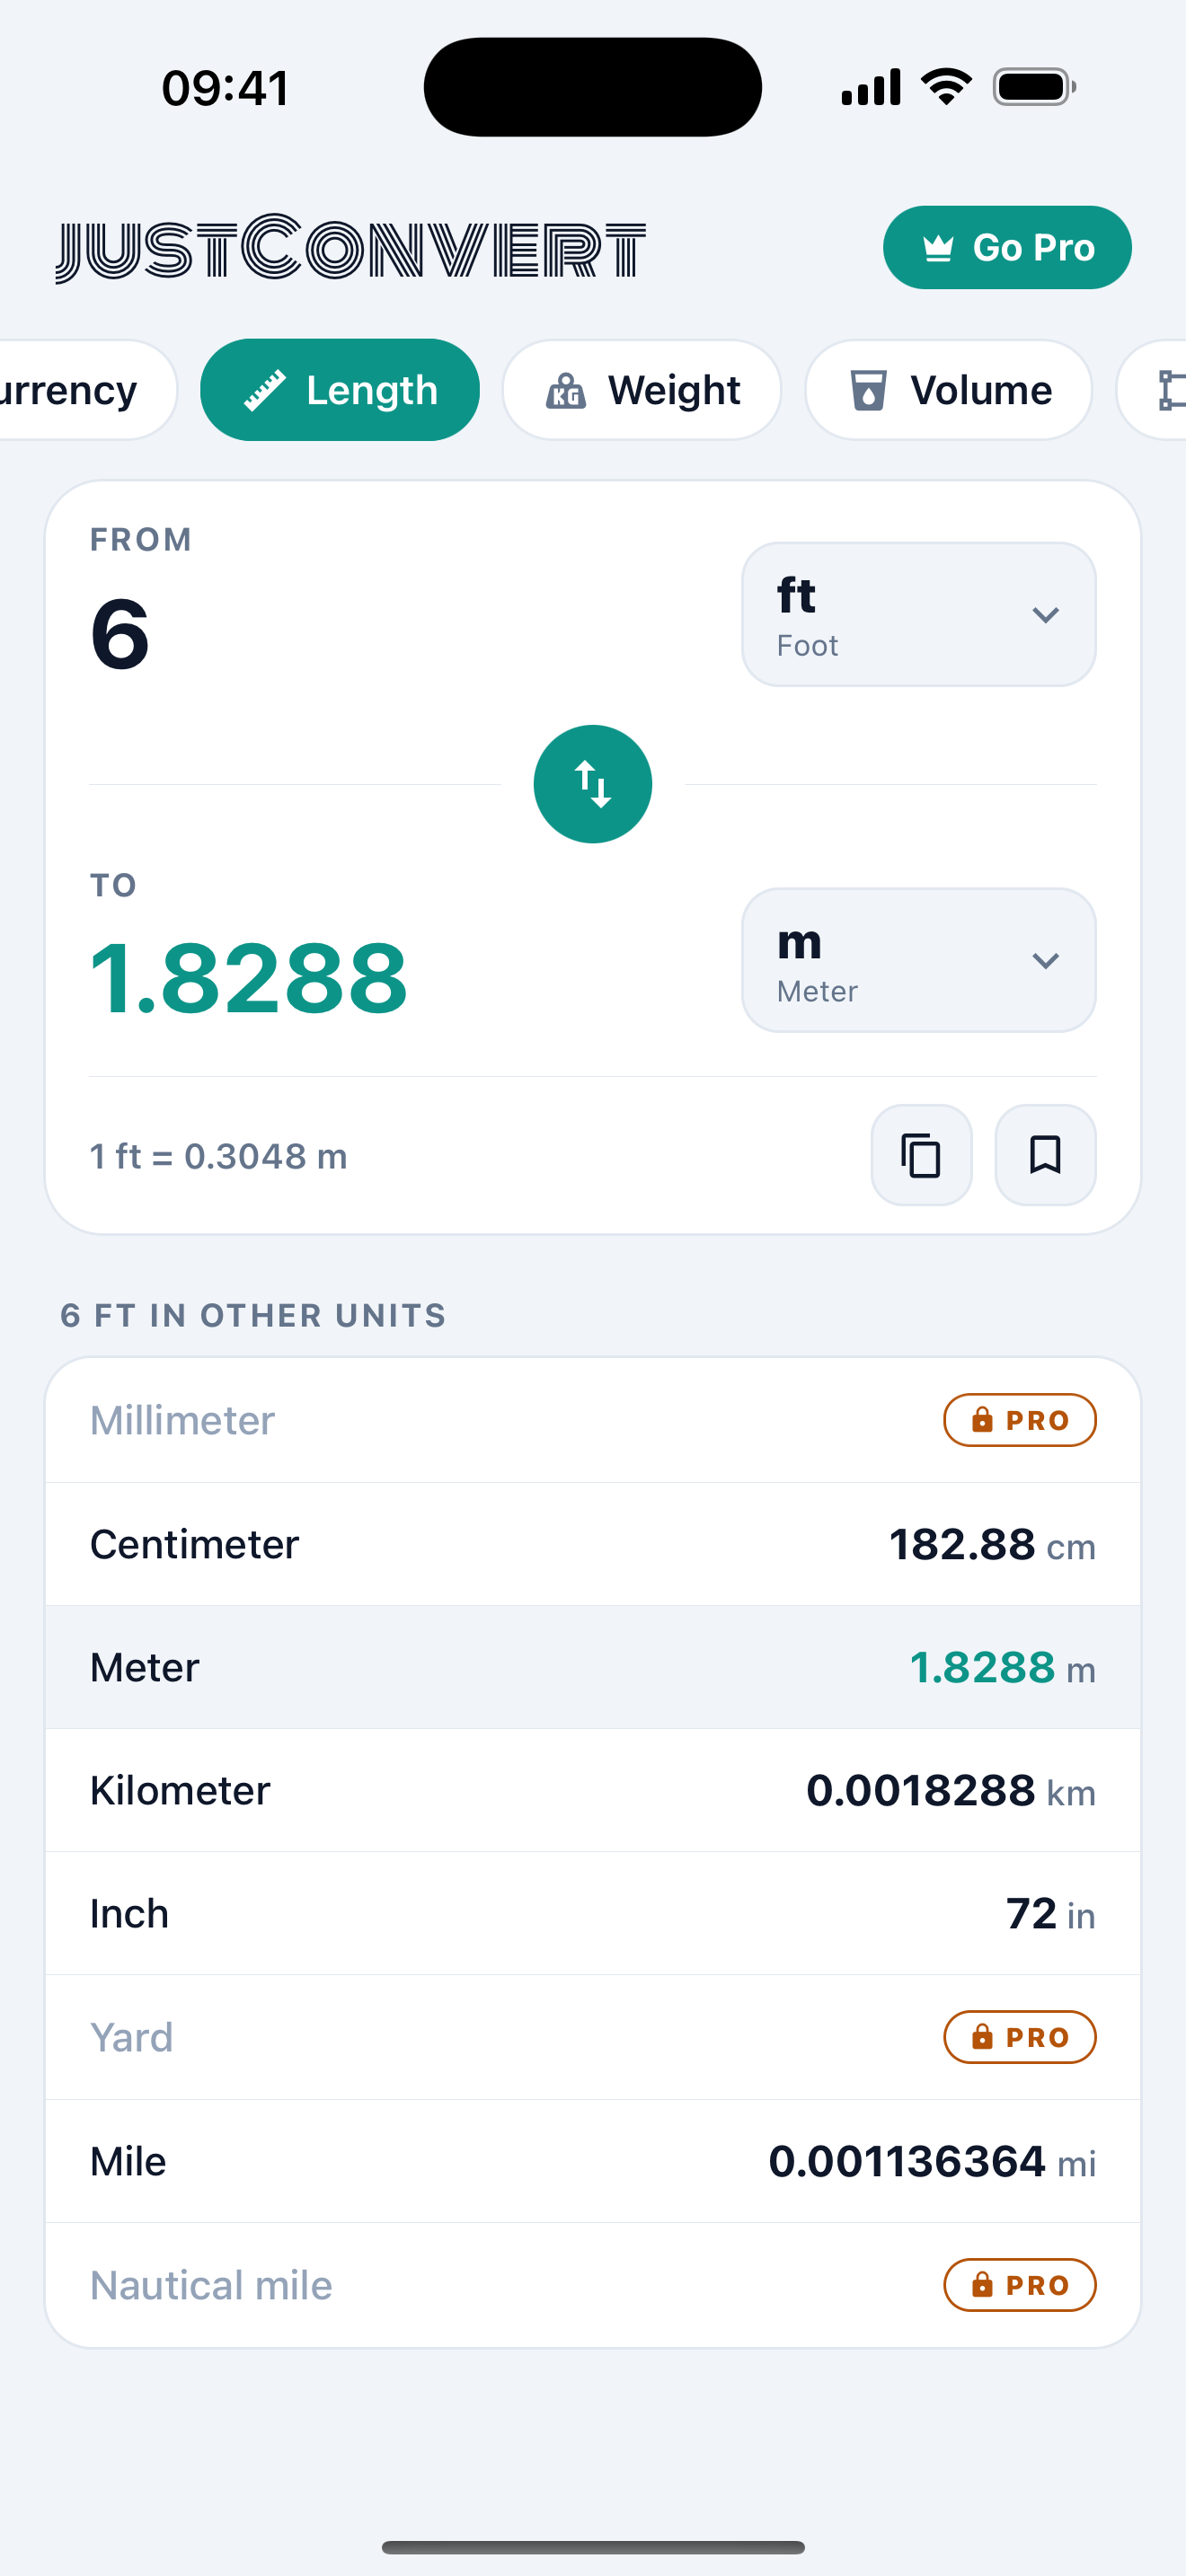 09:41
JUSTCONVERT
Go Pro
urrency
Length
KG
Weight
Volume
FROM
6
ft
Foot
TO
1.8288
m
Meter
1 ft = 0.3048 m
6 FT IN OTHER UNITS
Millimeter
PRO
Centimeter
182.88 cm
Meter
1.8288 m
Kilometer
0.0018288 km
Inch
72 in
Yard
PRO
Mile
0.001136364 mi
Nautical mile
PRO